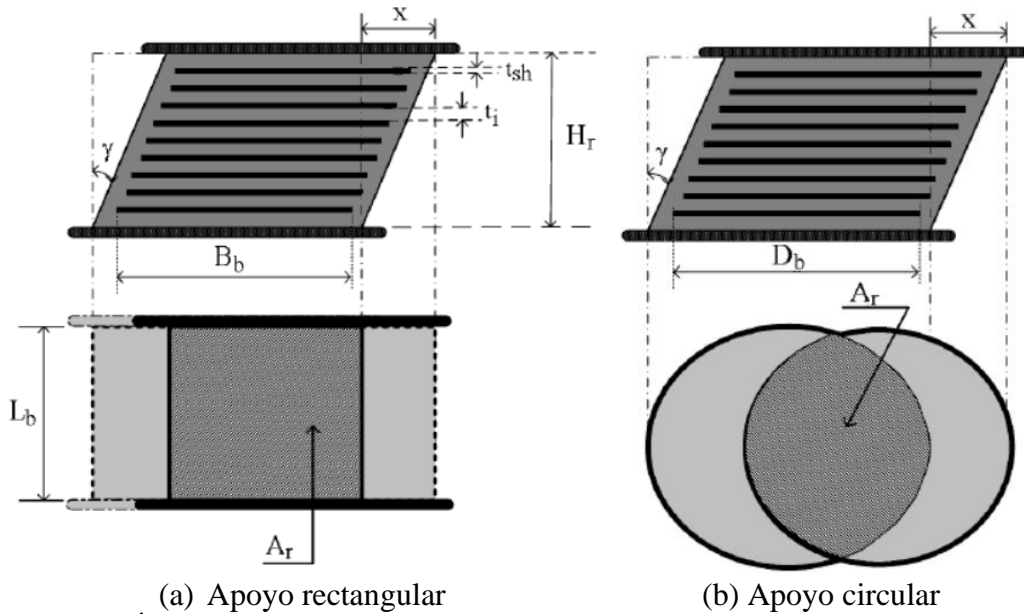 x
t_sh
t_i
H_r
γ
B_b
L_b
A_r
(a) Apoyo rectangular
x
γ
D_b
A_r
(b) Apoyo circular